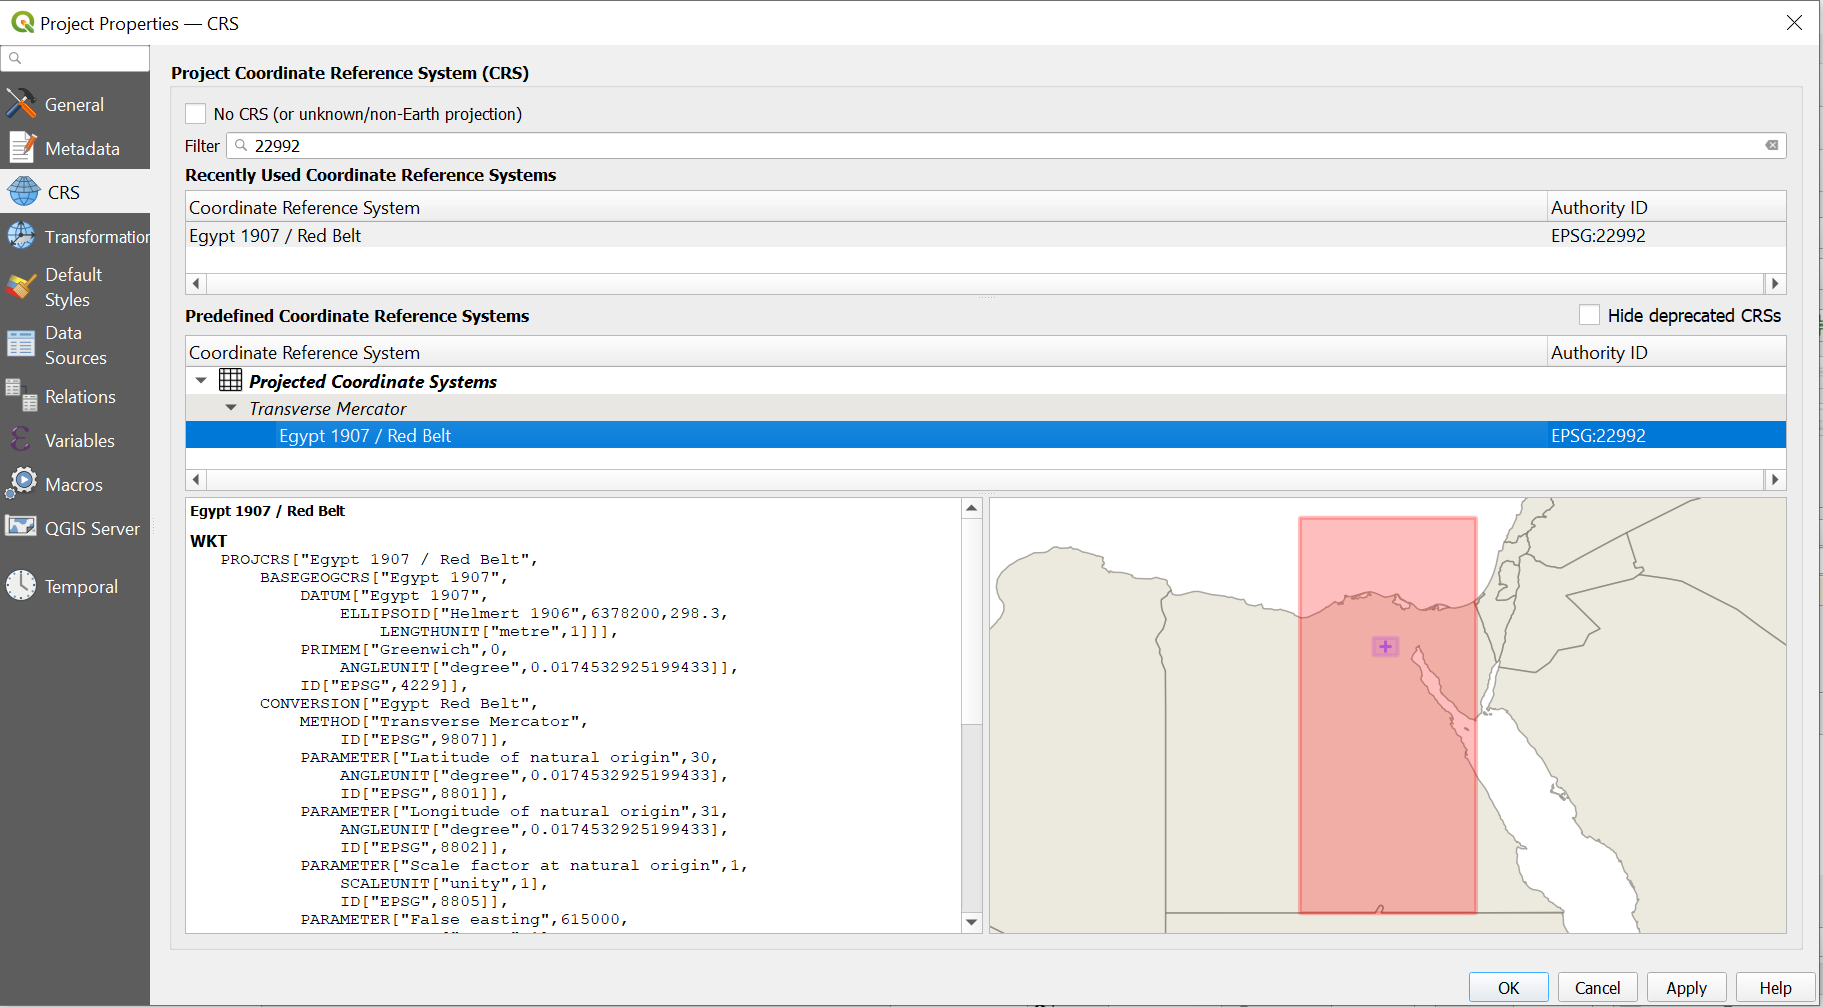 Project Properties — CRS
General
Metadata
CRS
Transformation
Default
Styles
Data
Sources
Relations
Variables
Macros
QGIS Server
Temporal
Project Coordinate Reference System (CRS)
No CRS (or unknown/non-Earth projection)
Filter 22992
Recently Used Coordinate Reference Systems
Coordinate Reference System Authority ID
Egypt 1907 / Red Belt EPSG:22992
Predefined Coordinate Reference Systems Hide deprecated CRSs
Coordinate Reference System Authority ID
Projected Coordinate Systems
Transverse Mercator
Egypt 1907 / Red Belt EPSG:22992
Egypt 1907 / Red Belt
WKT
PROJCRS["Egypt 1907 / Red Belt",
BASEGEOGCRS["Egypt 1907",
DATUM["Egypt 1907",
ELLIPSOID["Helmert 1906",6378200,298.3,
LENGTHUNIT["metre",1]]],
PRIMEM["Greenwich",0,
ANGLEUNIT["degree",0.0174532925199433]],
ID["EPSG",4229]],
CONVERSION["Egypt Red Belt",
METHOD["Transverse Mercator",
ID["EPSG",9807]],
PARAMETER["Latitude of natural origin",30,
ANGLEUNIT["degree",0.0174532925199433],
ID["EPSG",8801]],
PARAMETER["Longitude of natural origin",31,
ANGLEUNIT["degree",0.0174532925199433],
ID["EPSG",8802]],
PARAMETER["Scale factor at natural origin",1,
SCALEUNIT["unity",1],
ID["EPSG",8805]],
PARAMETER["False easting",615000,
OK Cancel Apply Help